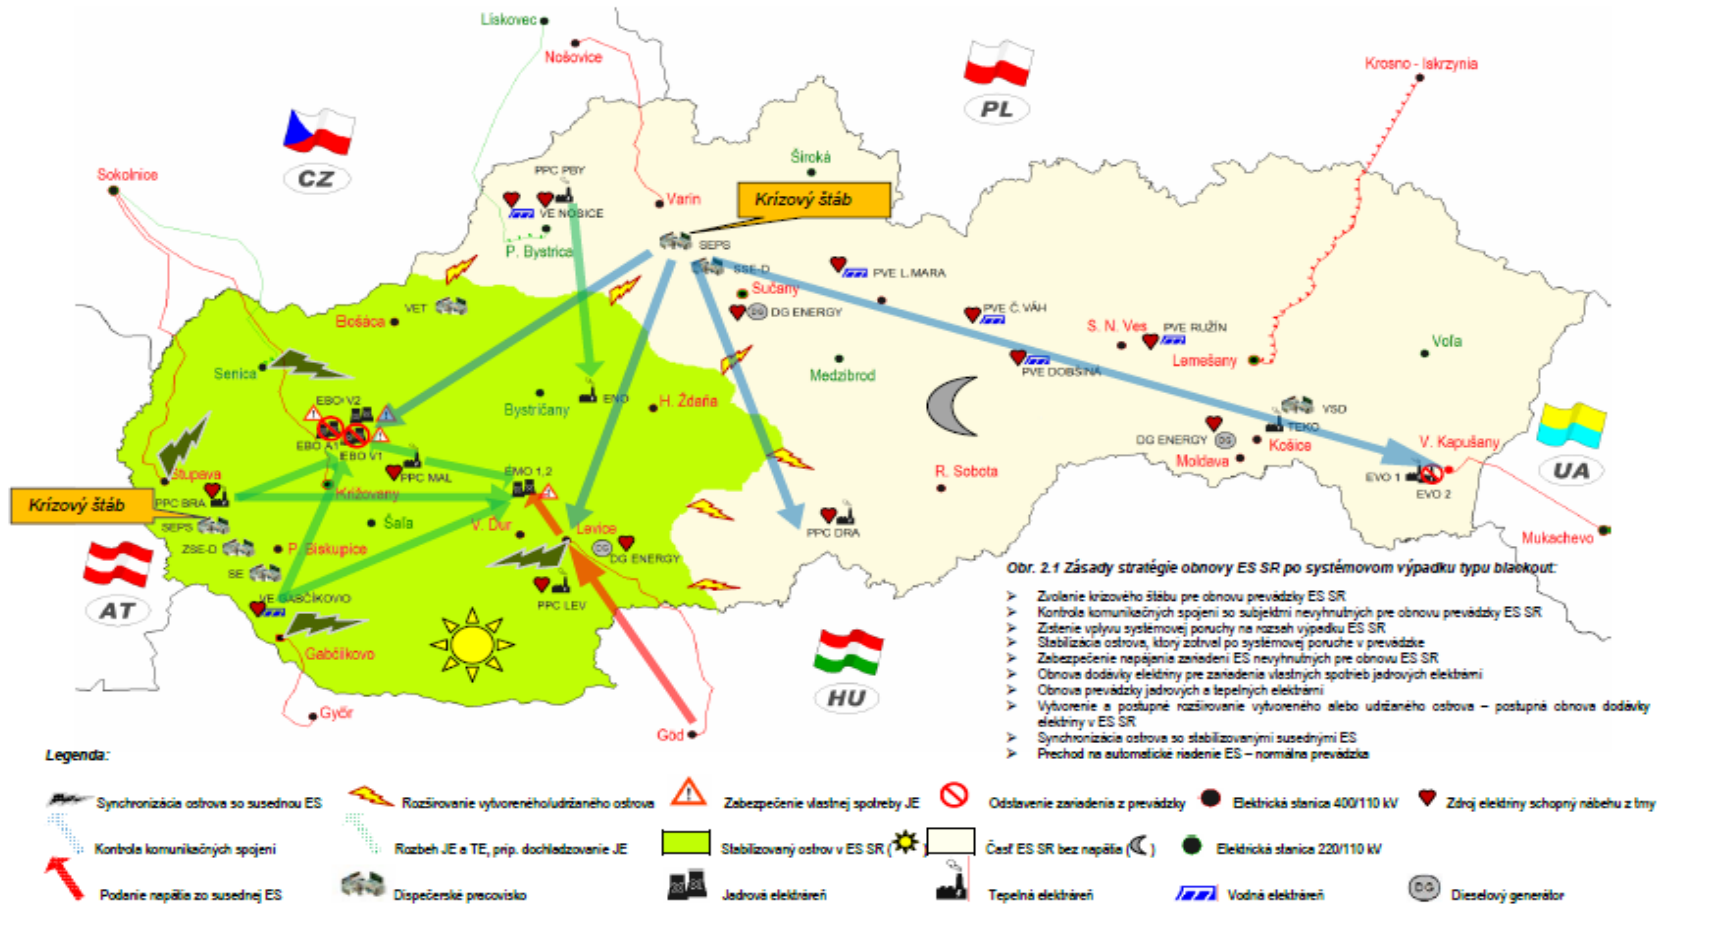 Lískovec
Nošovice
PL
Krosno - Iskrzynia
CZ
Sokolnice
Široká
PPC PBY
Varín
Krízový štáb
VE NOSICE
P. Bystrica
SEPS
SSE-D
PVE L.MARA
Sučany
VET
DG DG ENERGY
PVE Č. VÁH
Bošáca
S. N. Ves
PVE RUŽÍN
Voľa
Lemešany
PVE DOBŠINÁ
Senica
Medzibrod
ENO
Bystričany
H. Ždaňa
EBO V2
VSD
TEKO
EBO A1
EBO V1
DG ENERGY DG
Košice
V. Kapušany
Moldava
UA
Stupava
PPC MAL
EMO 1,2
R. Sobota
EVO 1
EVO 2
Križovany
PPC BRA
Krízový štáb
SEPS
Šaľa
V. Dur
Levice
PPC DRA
Mukachevo
ZSE-D
P. Biskupice
DG
DG ENERGY
AT
SE
PPC LEV
VE GABČÍKOVO
Gabčíkovo
HU
Győr
Göd
Obr. 2.1 Zásady stratégie obnovy ES SR po systémovom výpadku typu blackout:
Zvolanie krízového štábu pre obnovu prevádzky ES SR
Kontrola komunikačných spojení so subjektmi nevyhnutných pre obnovu prevádzky ES SR
Zistenie vplyvu systémovej poruchy na rozsah výpadku ES SR
Stabilizácia ostrova, ktorý zotrval po systémovej poruche v prevádzke
Zabezpečenie napájania zariadení ES nevyhnutných pre obnovu ES SR
Obnova dodávky elektriny pre zariadenia vlastných spotrieb jadrových elektrární
Obnova prevádzky jadrových a tepelných elektrární
Vytvorenie a postupné rozširovanie vytvoreného alebo udržaného ostrova – postupná obnova dodávky
elektriny v ES SR
Synchronizácia ostrova so stabilizovanými susednými ES
Prechod na automatické riadenie ES – normálna prevádzka
Legenda:
Synchronizácia ostrova so susednou ES
Rozširovanie vytvoreného/udržaného ostrova
Zabezpečenie vlastnej spotreby JE
Odstavenie zariadenia z prevádzky
Elektrická stanica 400/110 kV
Zdroj elektriny schopný nábehu z tmy
Kontrola komunikačných spojení
Rozbeh JE a TE, príp. dochladzovanie JE
Stabilizovaný ostrov v ES SR ( )
Časť ES SR bez napätia ( )
Elektrická stanica 220/110 kV
Podanie napätia zo susednej ES
Dispečerské pracovisko
Jadrová elektráreň
Tepelná elektráreň
Vodná elektráreň
DG
Dieselový generátor